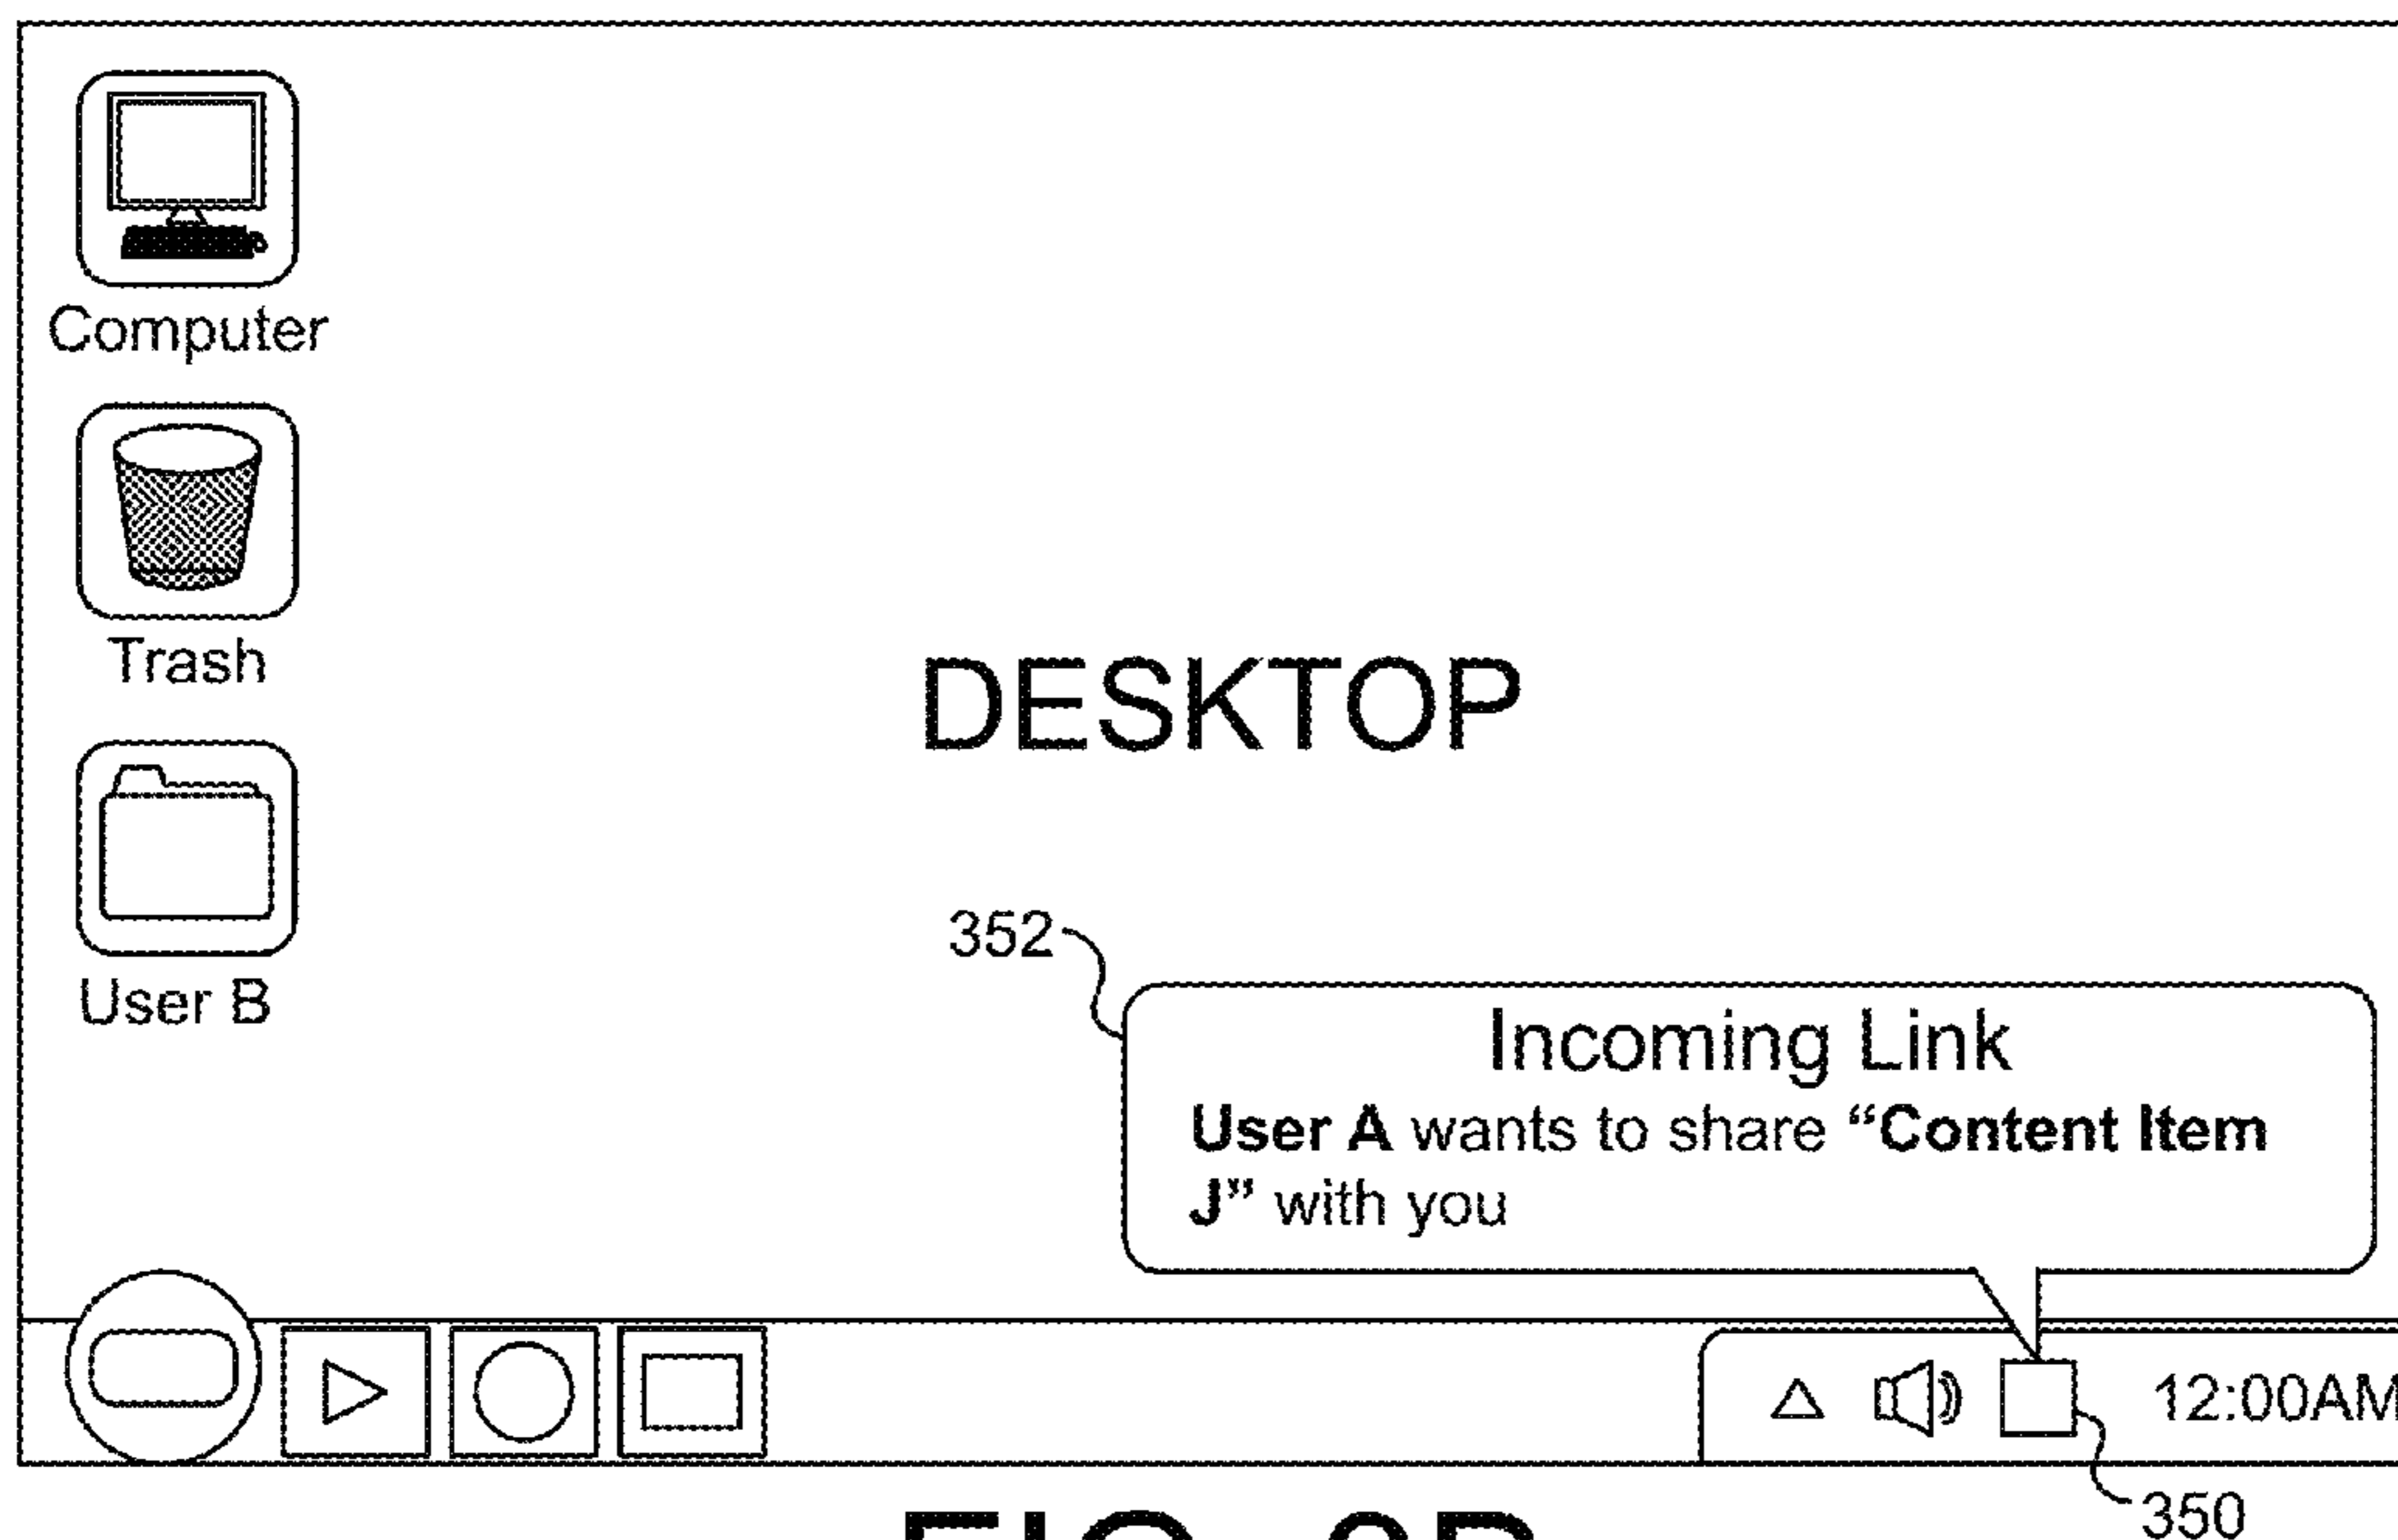 Computer
Trash
DESKTOP
User B
352
Incoming Link
User A wants to share “Content Item
J” with you
12:00AM
350